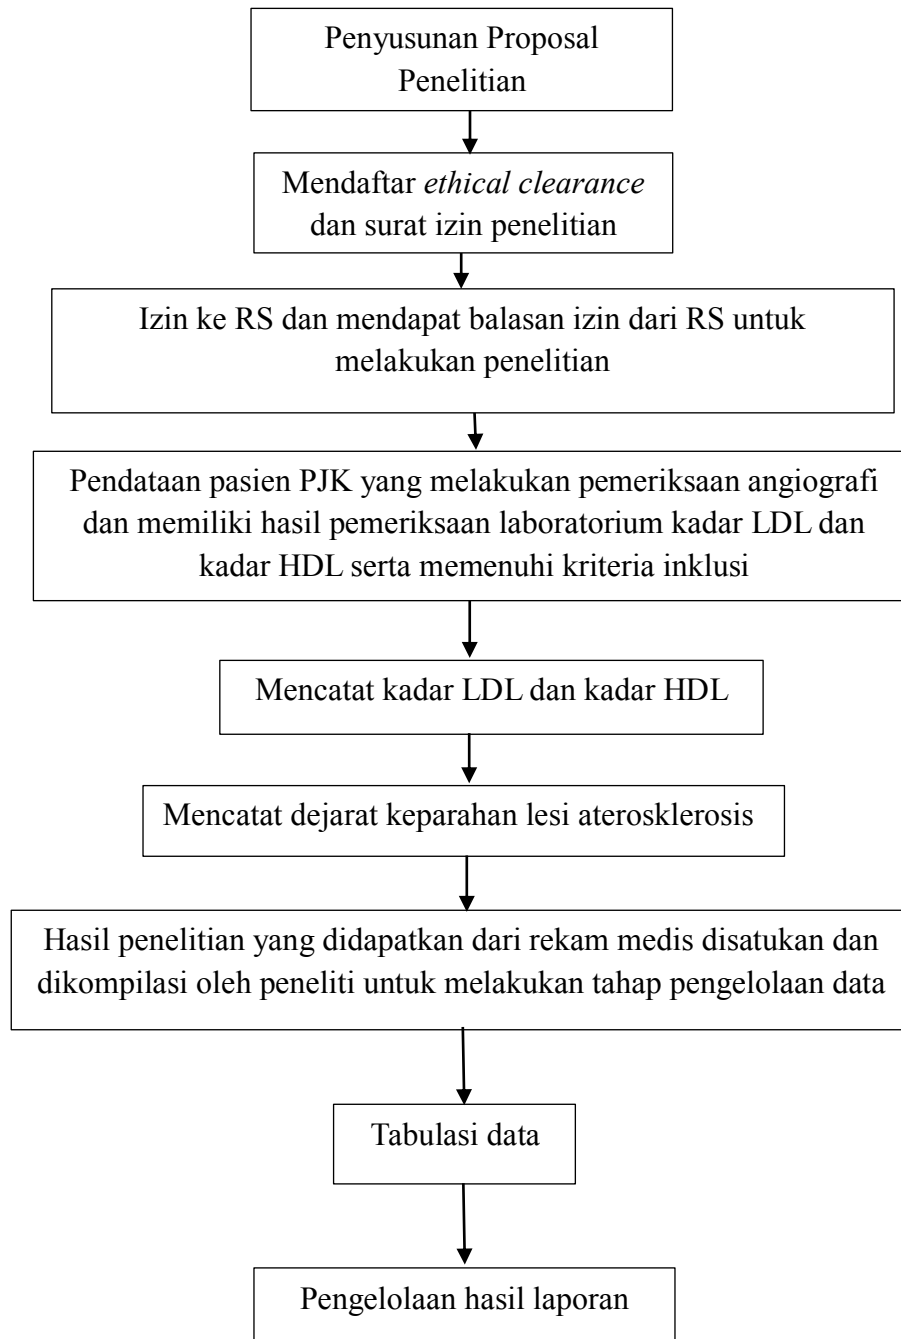 Penyusunan Proposal
Penelitian
Mendaftar ethical clearance
dan surat izin penelitian
Izin ke RS dan mendapat balasan izin dari RS untuk
melakukan penelitian
Pendataan pasien PJK yang melakukan pemeriksaan angiografi
dan memiliki hasil pemeriksaan laboratorium kadar LDL dan
kadar HDL serta memenuhi kriteria inklusi
Mencatat kadar LDL dan kadar HDL
Mencatat dejarat keparahan lesi aterosklerosis
Hasil penelitian yang didapatkan dari rekam medis disatukan dan
dikompilasi oleh peneliti untuk melakukan tahap pengelolaan data
Tabulasi data
Pengelolaan hasil laporan